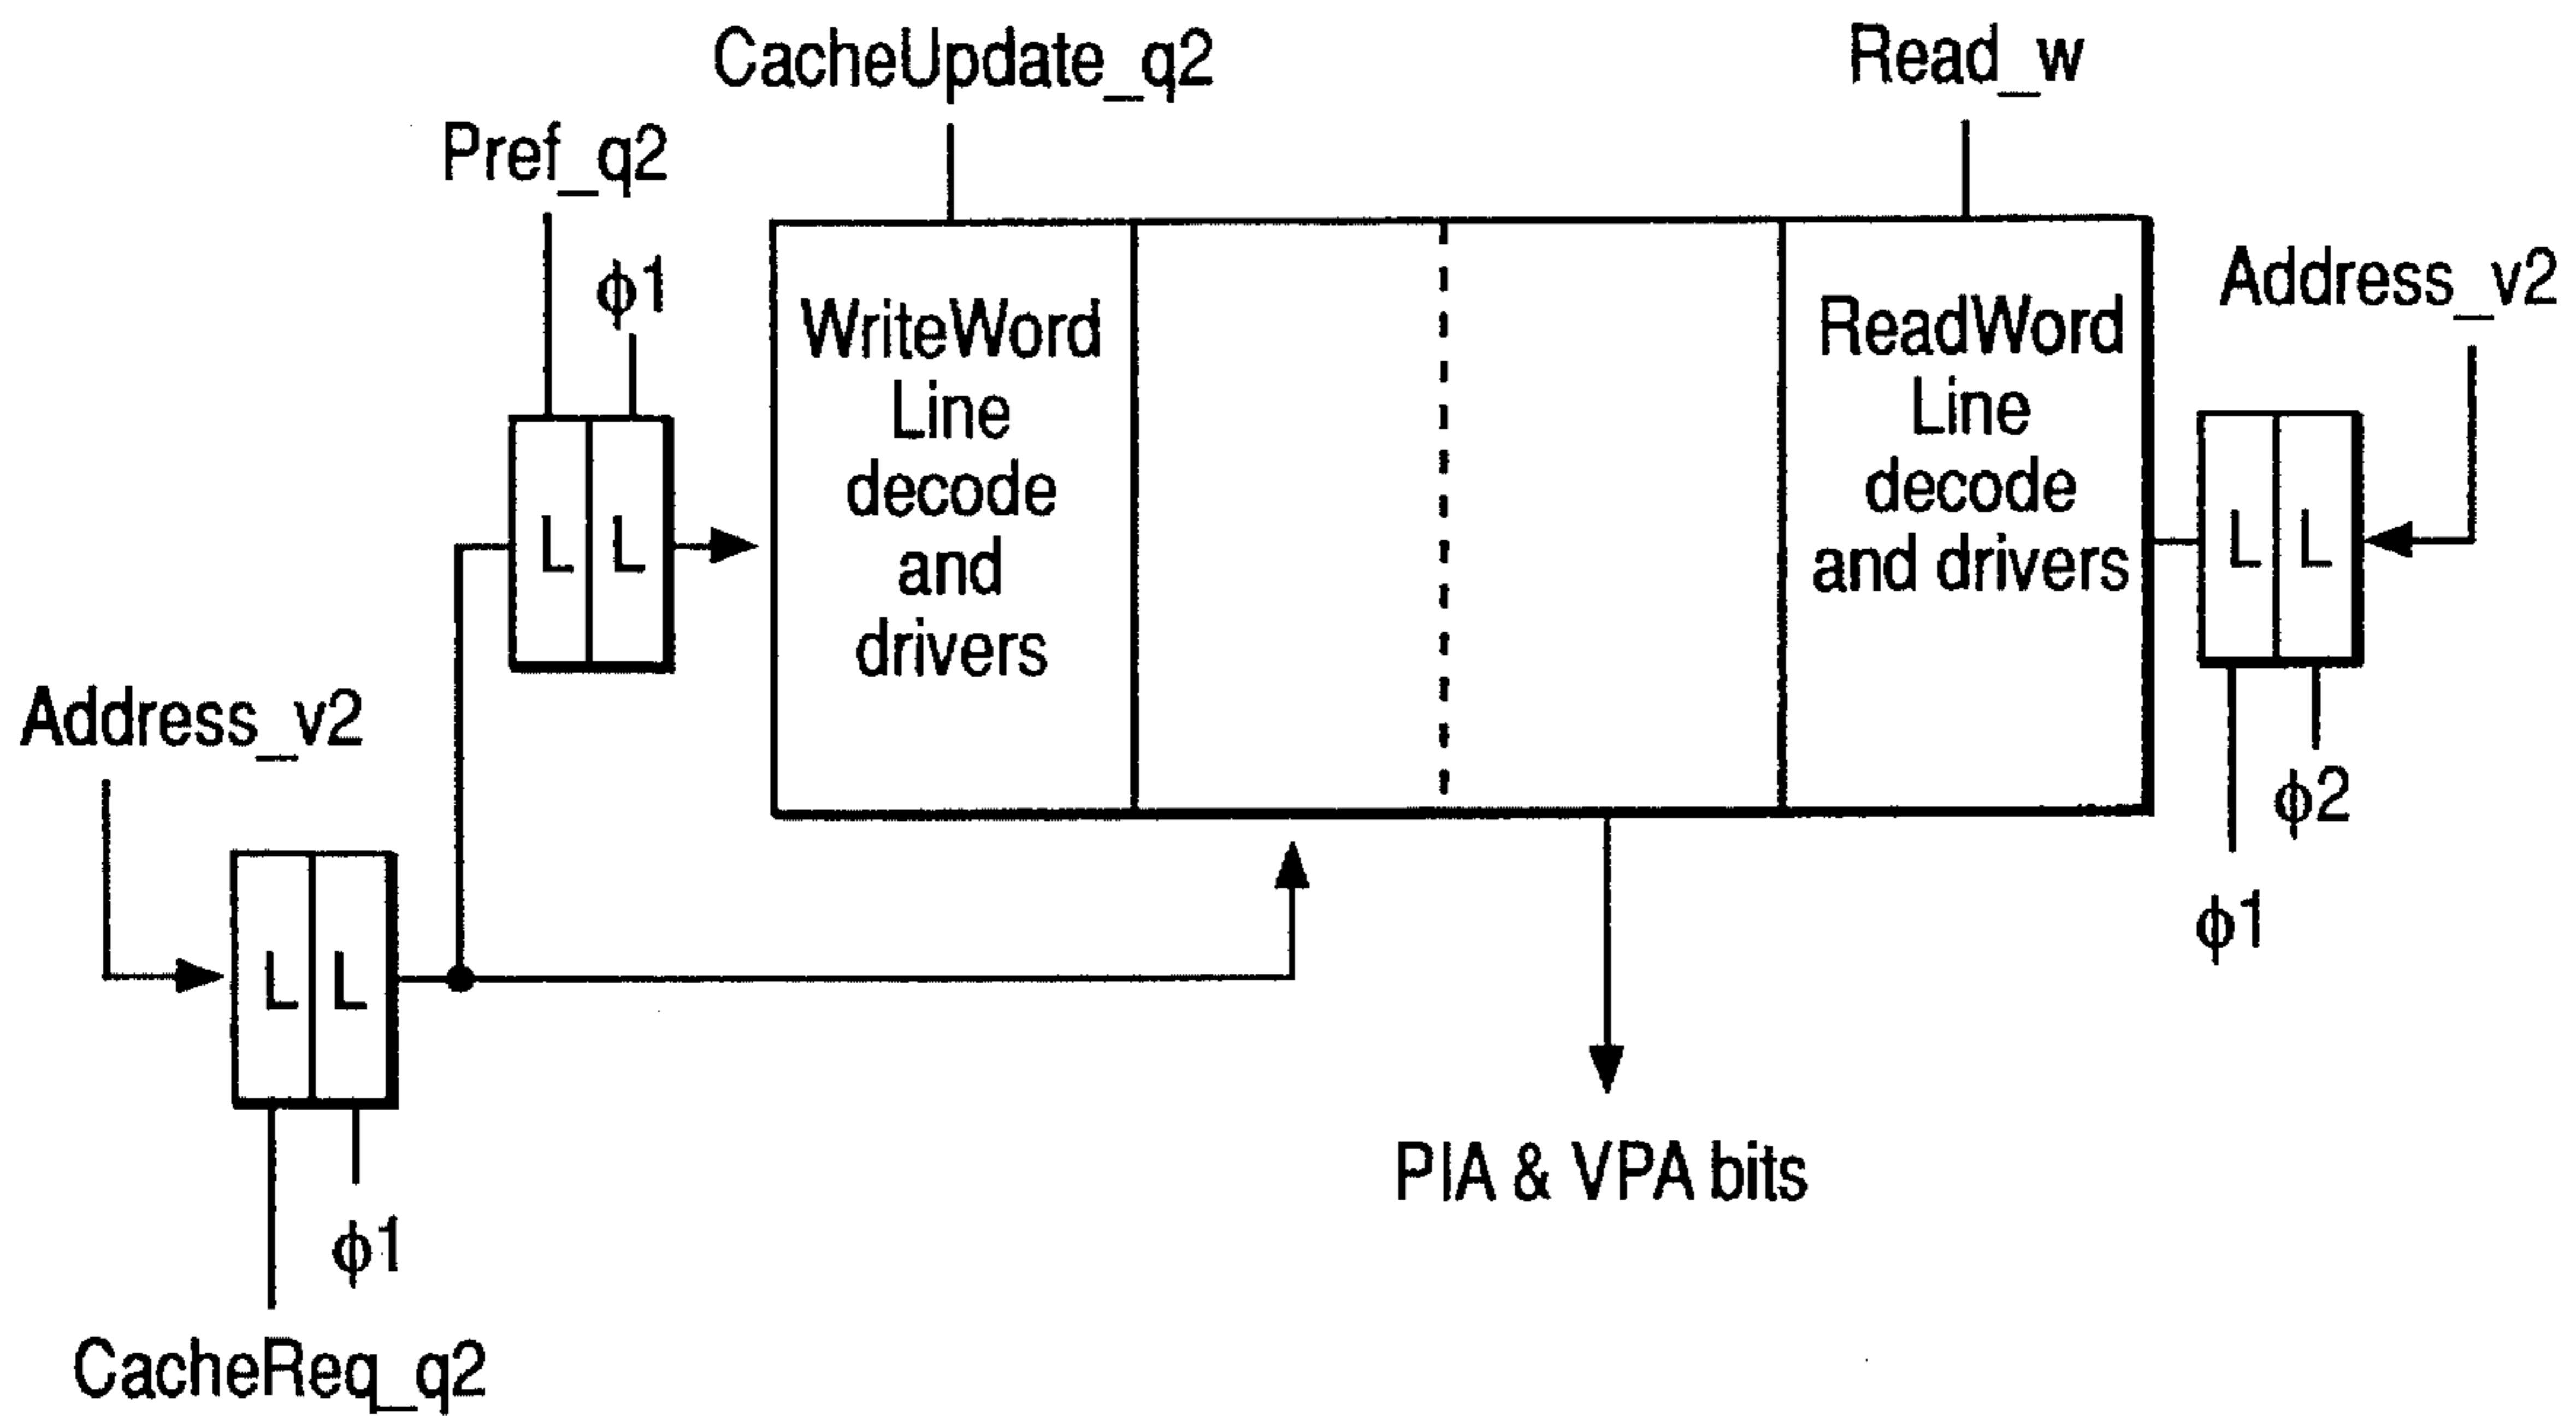 CacheUpdate_q2
Read_w
Pref_q2
ϕ1
Address_v2
WriteWord
Line
decode
and
drivers
ReadWord
Line
decode
and drivers
L L
L L
Address_v2
ϕ2
ϕ1
L L
PIA & VPA bits
ϕ1
CacheReq_q2